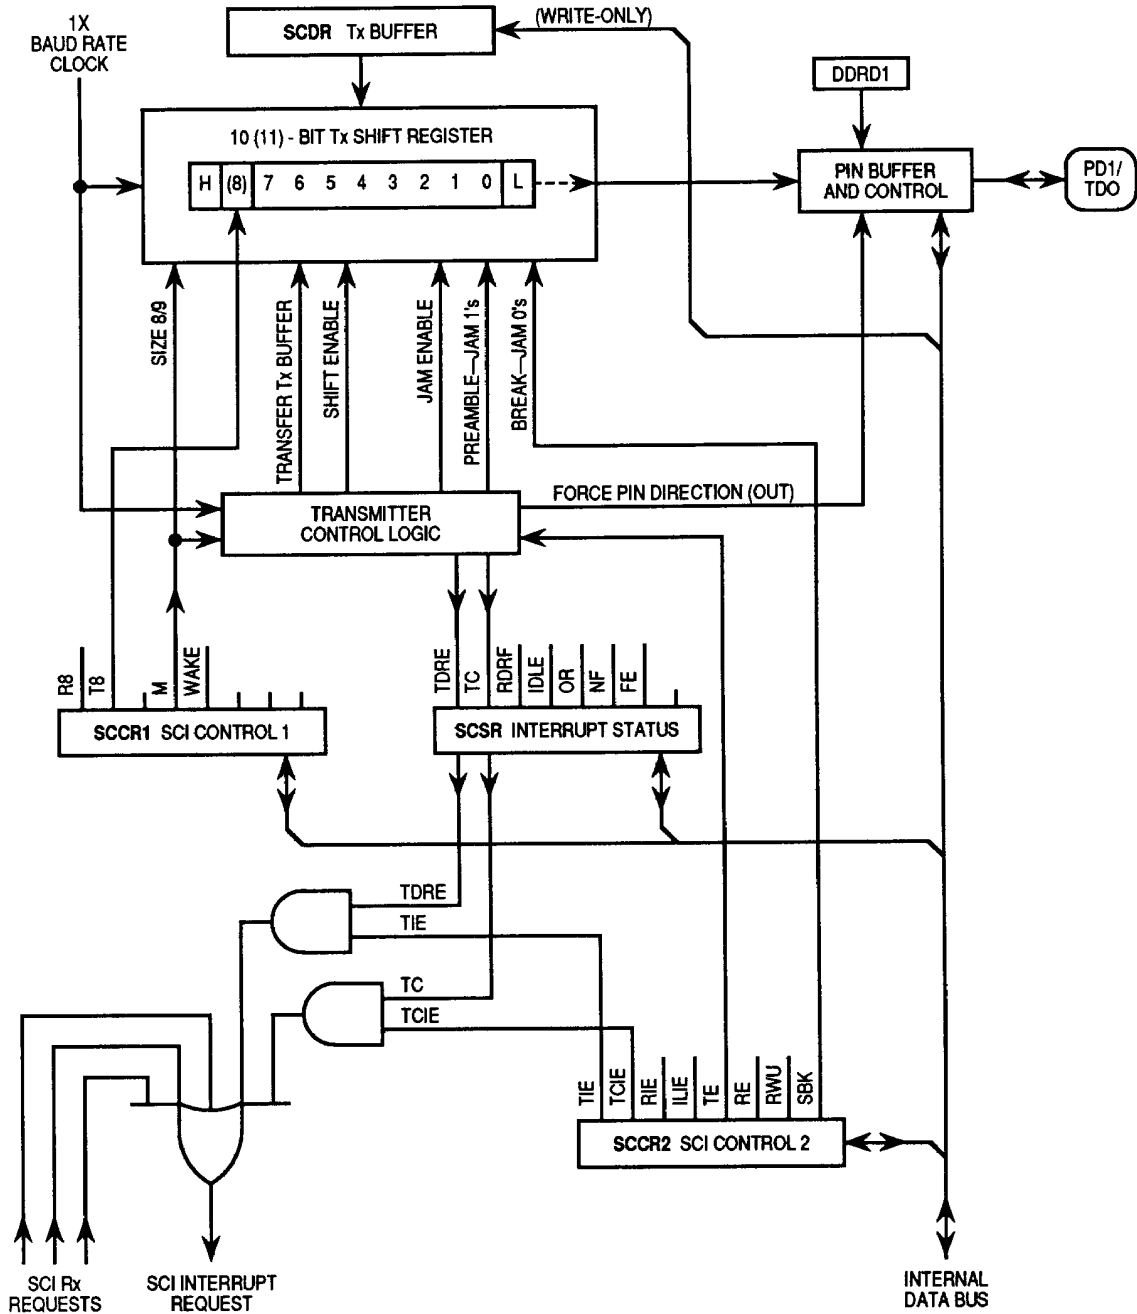 1X
BAUD RATE
CLOCK
SCDR Tx BUFFER
(WRITE-ONLY)
DDRD1
10 (11) - BIT Tx SHIFT REGISTER
H (8) 7 6 5 4 3 2 1 0 L
PIN BUFFER
AND CONTROL
PD1/
TDO
SIZE 8/9
TRANSFER Tx BUFFER
SHIFT ENABLE
JAM ENABLE
PREAMBLE—JAM 1's
BREAK—JAM 0's
FORCE PIN DIRECTION (OUT)
TRANSMITTER
CONTROL LOGIC
R8
T8
M
WAKE
TDRE
TC
RDRF
IDLE
OR
NF
FE
SCCR1 SCI CONTROL 1
SCSR INTERRUPT STATUS
TDRE
TIE
TC
TCIE
TIE
TCIE
RIE
ILIE
TE
RE
RWU
SBK
SCCR2 SCI CONTROL 2
SCI Rx
REQUESTS
SCI INTERRUPT
REQUEST
INTERNAL
DATA BUS